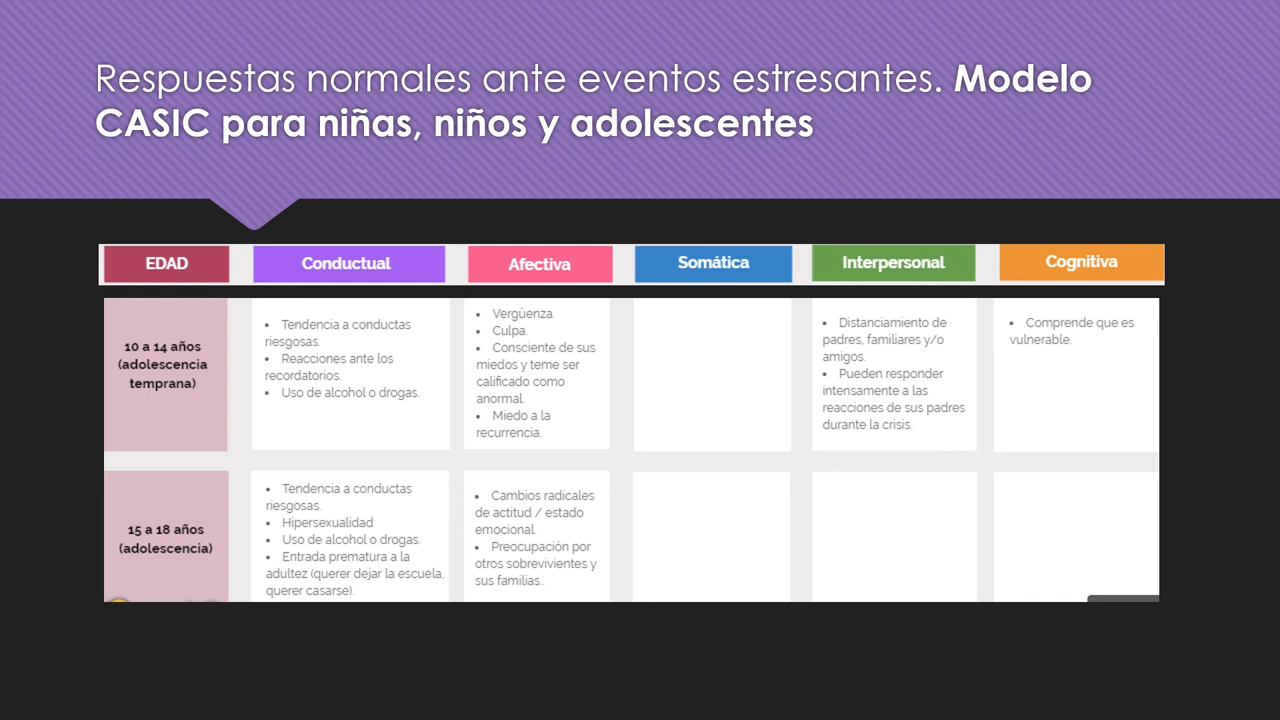 Respuestas normales ante eventos estresantes. Modelo
CASIC para niñas, niños y adolescentes
EDAD
Conductual
Afectiva
Somática
Interpersonal
Cognitiva
10 a 14 años
(adolescencia
temprana)
• Tendencia a conductas
riesgosas.
• Reacciones ante los
recordatorios.
• Uso de alcohol o drogas.
• Vergüenza.
• Culpa.
• Consciente de sus
miedos y teme ser
calificado como
anormal.
• Miedo a la
recurrencia.
• Distanciamiento de
padres, familiares y/o
amigos.
• Pueden responder
intensamente a las
reacciones de sus padres
durante la crisis.
• Comprende que es
vulnerable.
15 a 18 años
(adolescencia)
• Tendencia a conductas
riesgosas.
• Hipersexualidad
• Uso de alcohol o drogas.
• Entrada prematura a la
adultez (querer dejar la escuela,
querer casarse).
• Cambios radicales
de actitud / estado
emocional.
• Preocupación por
otros sobrevivientes y
sus familias..